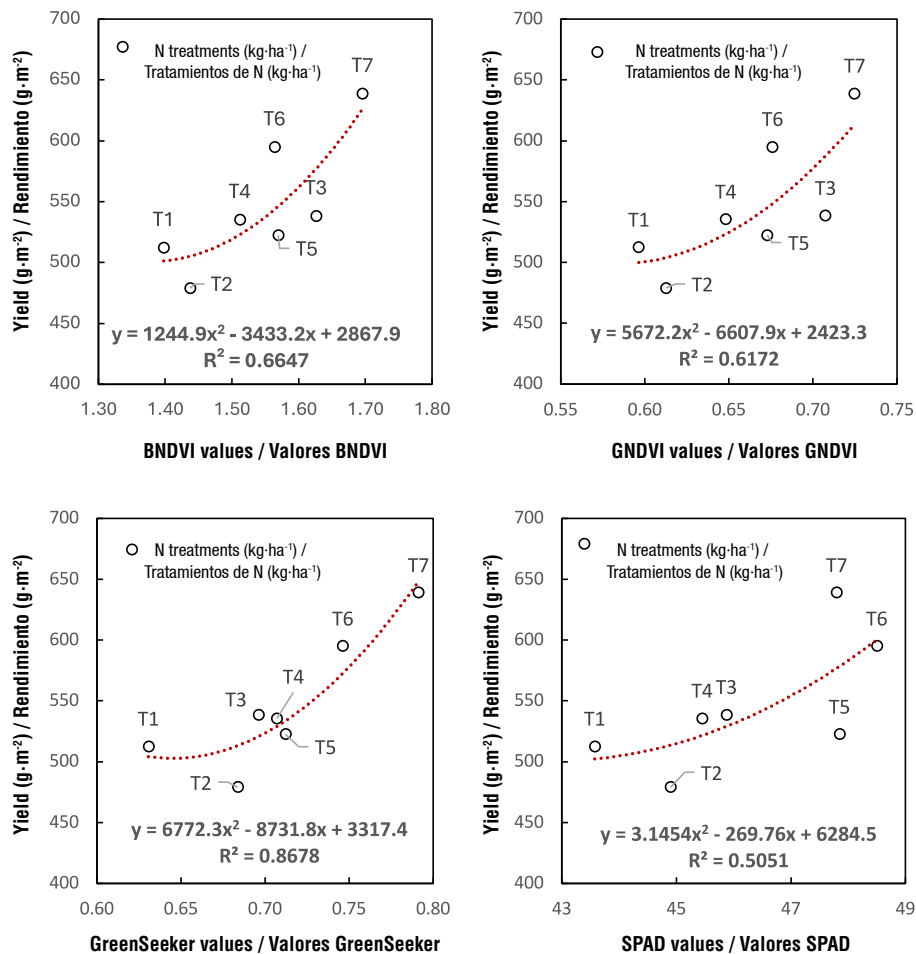 Yield (g·m⁻²) / Rendimiento (g·m⁻²)
700
650
600
550
500
450
400
N treatments (kg·ha⁻¹) /
Tratamientos de N (kg·ha⁻¹)
T7
T6
T4
T3
T1
T5
T2
y = 1244.9x² - 3433.2x + 2867.9
R² = 0.6647
1.30 1.40 1.50 1.60 1.70 1.80
BNDVI values / Valores BNDVI
Yield (g·m⁻²) / Rendimiento (g·m⁻²)
700
650
600
550
500
450
400
N treatments (kg·ha⁻¹) /
Tratamientos de N (kg·ha⁻¹)
T7
T6
T4
T3
T1
T5
T2
y = 5672.2x² - 6607.9x + 2423.3
R² = 0.6172
0.55 0.60 0.65 0.70 0.75
GNDVI values / Valores GNDVI
Yield (g·m⁻²) / Rendimiento (g·m⁻²)
700
650
600
550
500
450
400
N treatments (kg·ha⁻¹) /
Tratamientos de N (kg·ha⁻¹)
T7
T6
T4
T3
T1
T5
T2
y = 6772.3x² - 8731.8x + 3317.4
R² = 0.8678
0.60 0.65 0.70 0.75 0.80
GreenSeeker values / Valores GreenSeeker
Yield (g·m⁻²) / Rendimiento (g·m⁻²)
700
650
600
550
500
450
400
N treatments (kg·ha⁻¹) /
Tratamientos de N (kg·ha⁻¹)
T7
T6
T4 T3
T5
T1
T2
y = 3.1454x² - 269.76x + 6284.5
R² = 0.5051
43 45 47 49
SPAD values / Valores SPAD